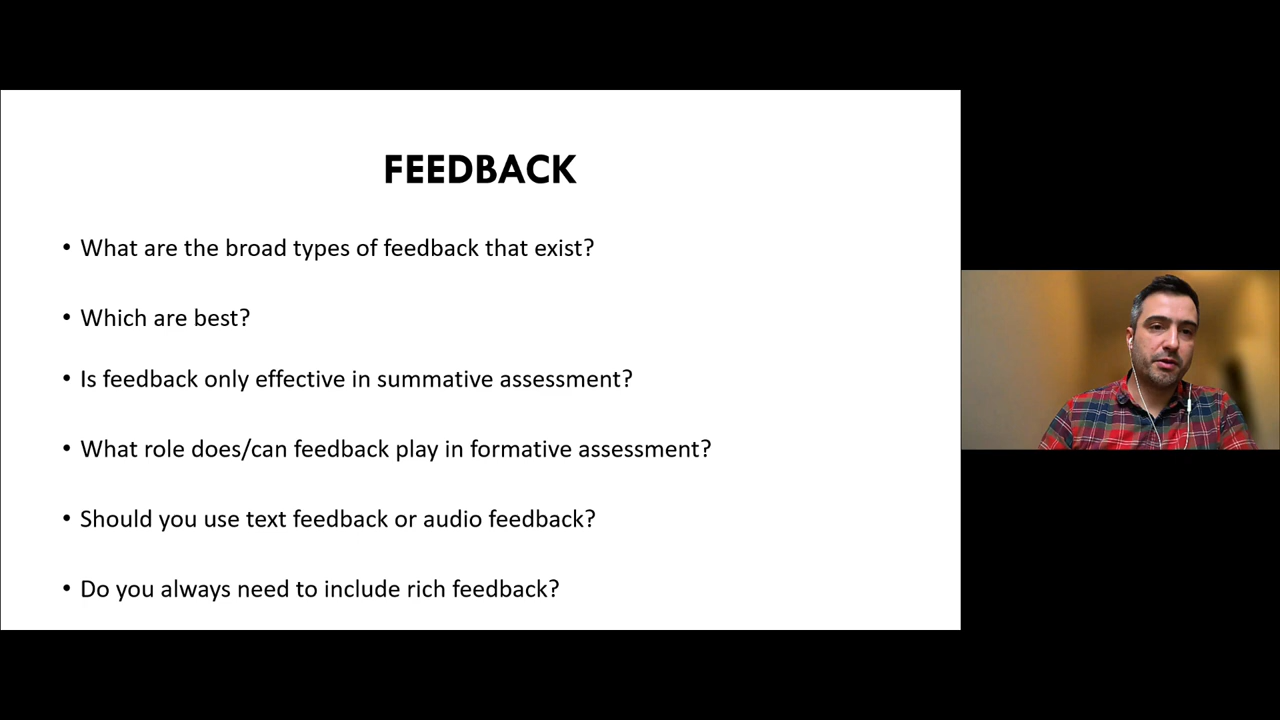 FEEDBACK
• What are the broad types of feedback that exist?
• Which are best?
• Is feedback only effective in summative assessment?
• What role does/can feedback play in formative assessment?
• Should you use text feedback or audio feedback?
• Do you always need to include rich feedback?